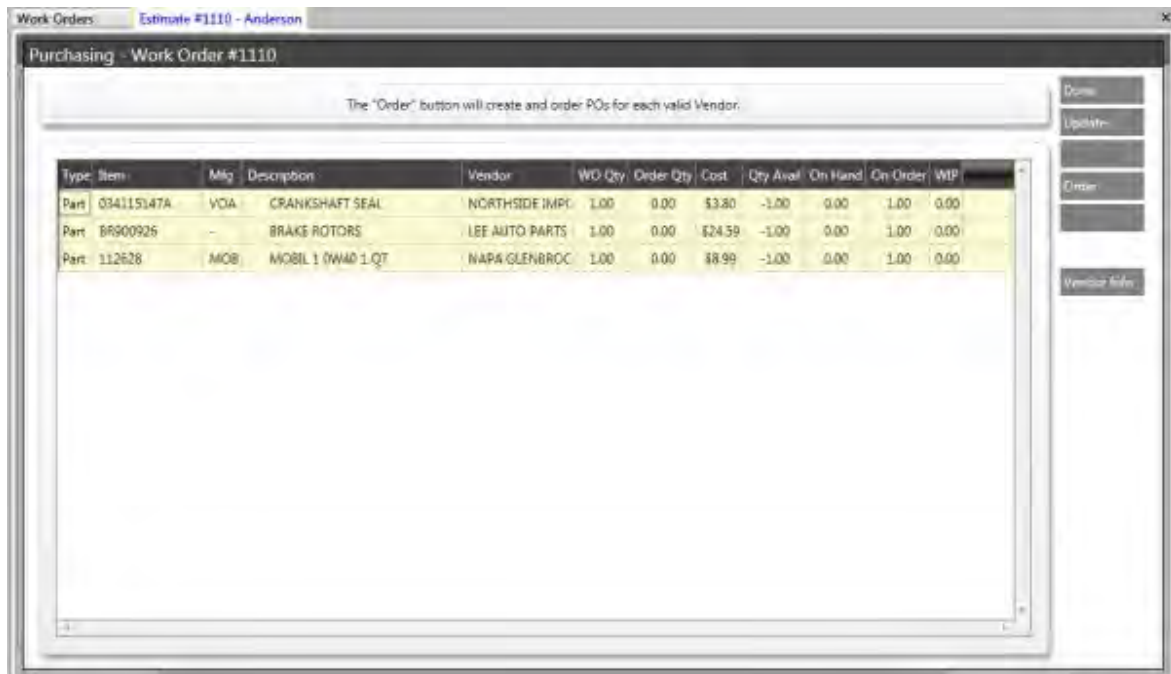 Work Orders Estimate #1110 - Anderson x
Purchasing - Work Order #1110
The "Order" button will create and order POs for each valid Vendor.
Done
Update
Order
Vendor Info
Type Item Mfg Description Vendor WO Qty Order Qty Cost Qty Avail On Hand On Order WIP
Part 034115147A VOA CRANKSHAFT SEAL NORTHSIDE IMPC 1.00 0.00 $3.80 -1.00 0.00 1.00 0.00
Part BR900926 - BRAKE ROTORS LEE AUTO PARTS 1.00 0.00 $24.59 -1.00 0.00 1.00 0.00
Part 112628 MOB MOBIL 1 0W40 1 QT NAPA GLENBROC 1.00 0.00 $8.99 -1.00 0.00 1.00 0.00